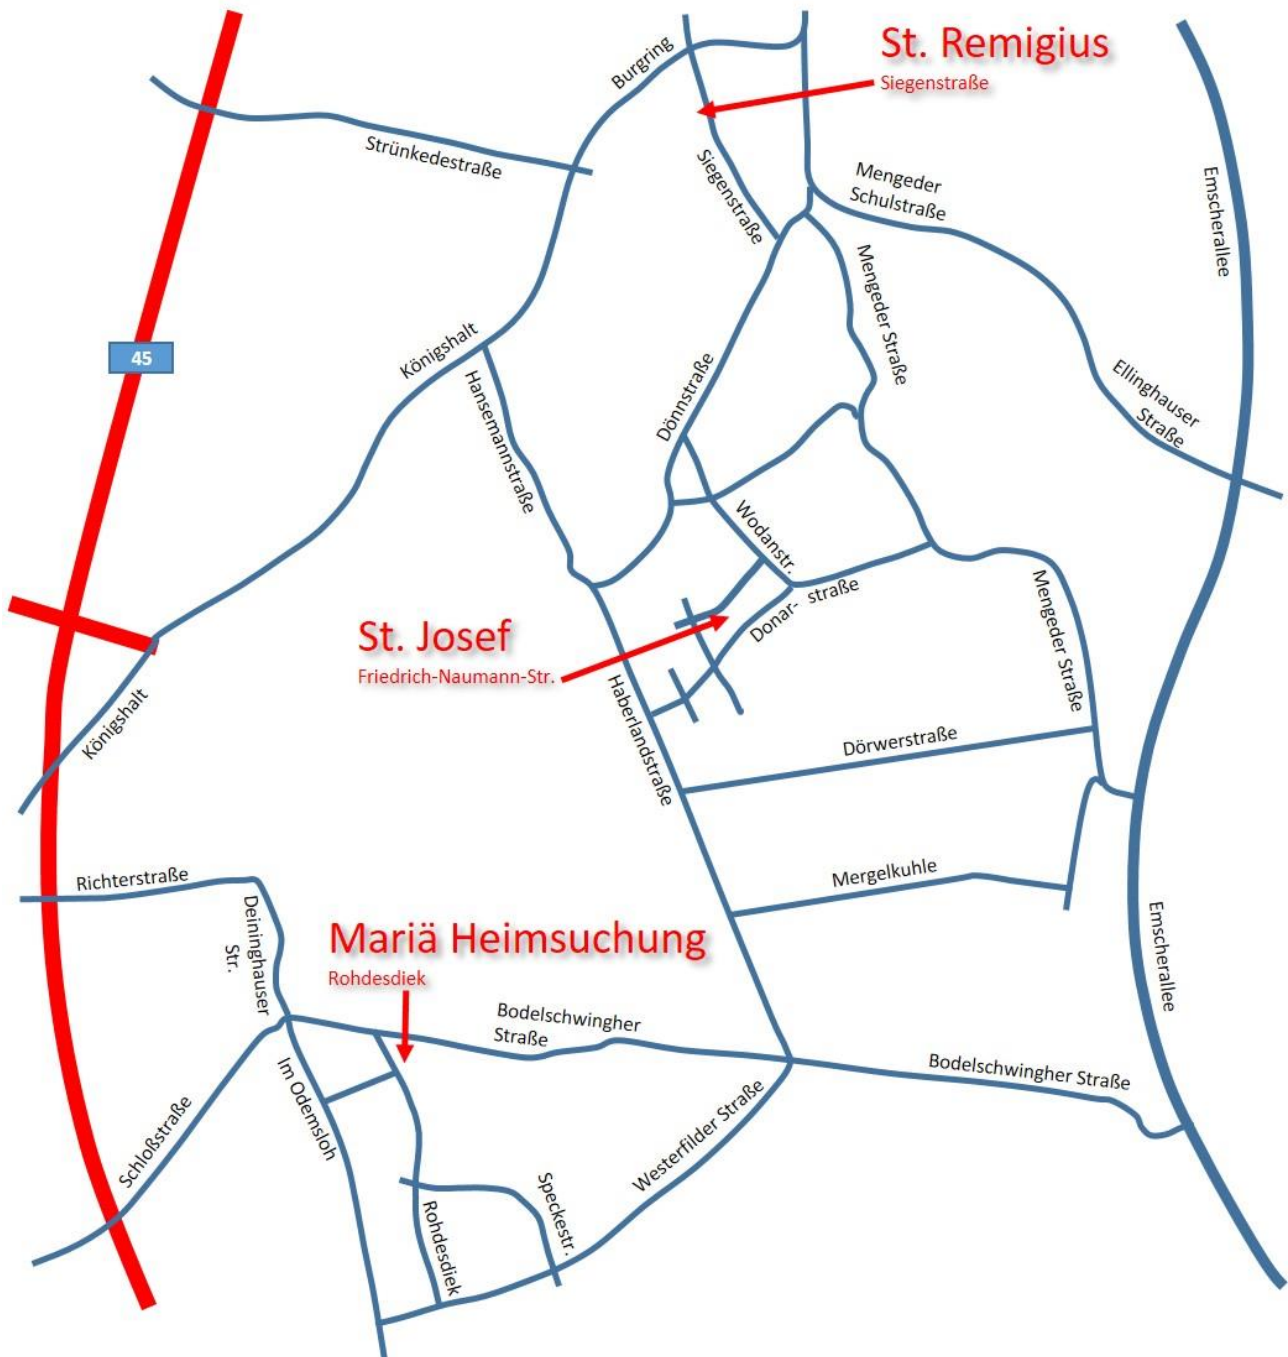 St. Remigius
Siegenstraße
Burgring
Strünkedestraße
Siegenstraße
Mengeder
Schulstraße
Emscherallee
Mengeder Straße
45
Königshalt
Hansemannstraße
Dönnstraße
Ellinghauser
Straße
Wodanstr.
Donar- straße
St. Josef
Friedrich-Naumann-Str.
Mengeder Straße
Königshalt
Haberlandstraße
Dörwerstraße
Richterstraße
Mergelkuhle
Deininghauser
Str.
Mariä Heimsuchung
Rohdesdiek
Emscherallee
Bodelschwingher
Straße
Bodelschwingher Straße
Im Odemsloh
Schloßstraße
Westerfilder Straße
Speckestr.
Rohdesdiek